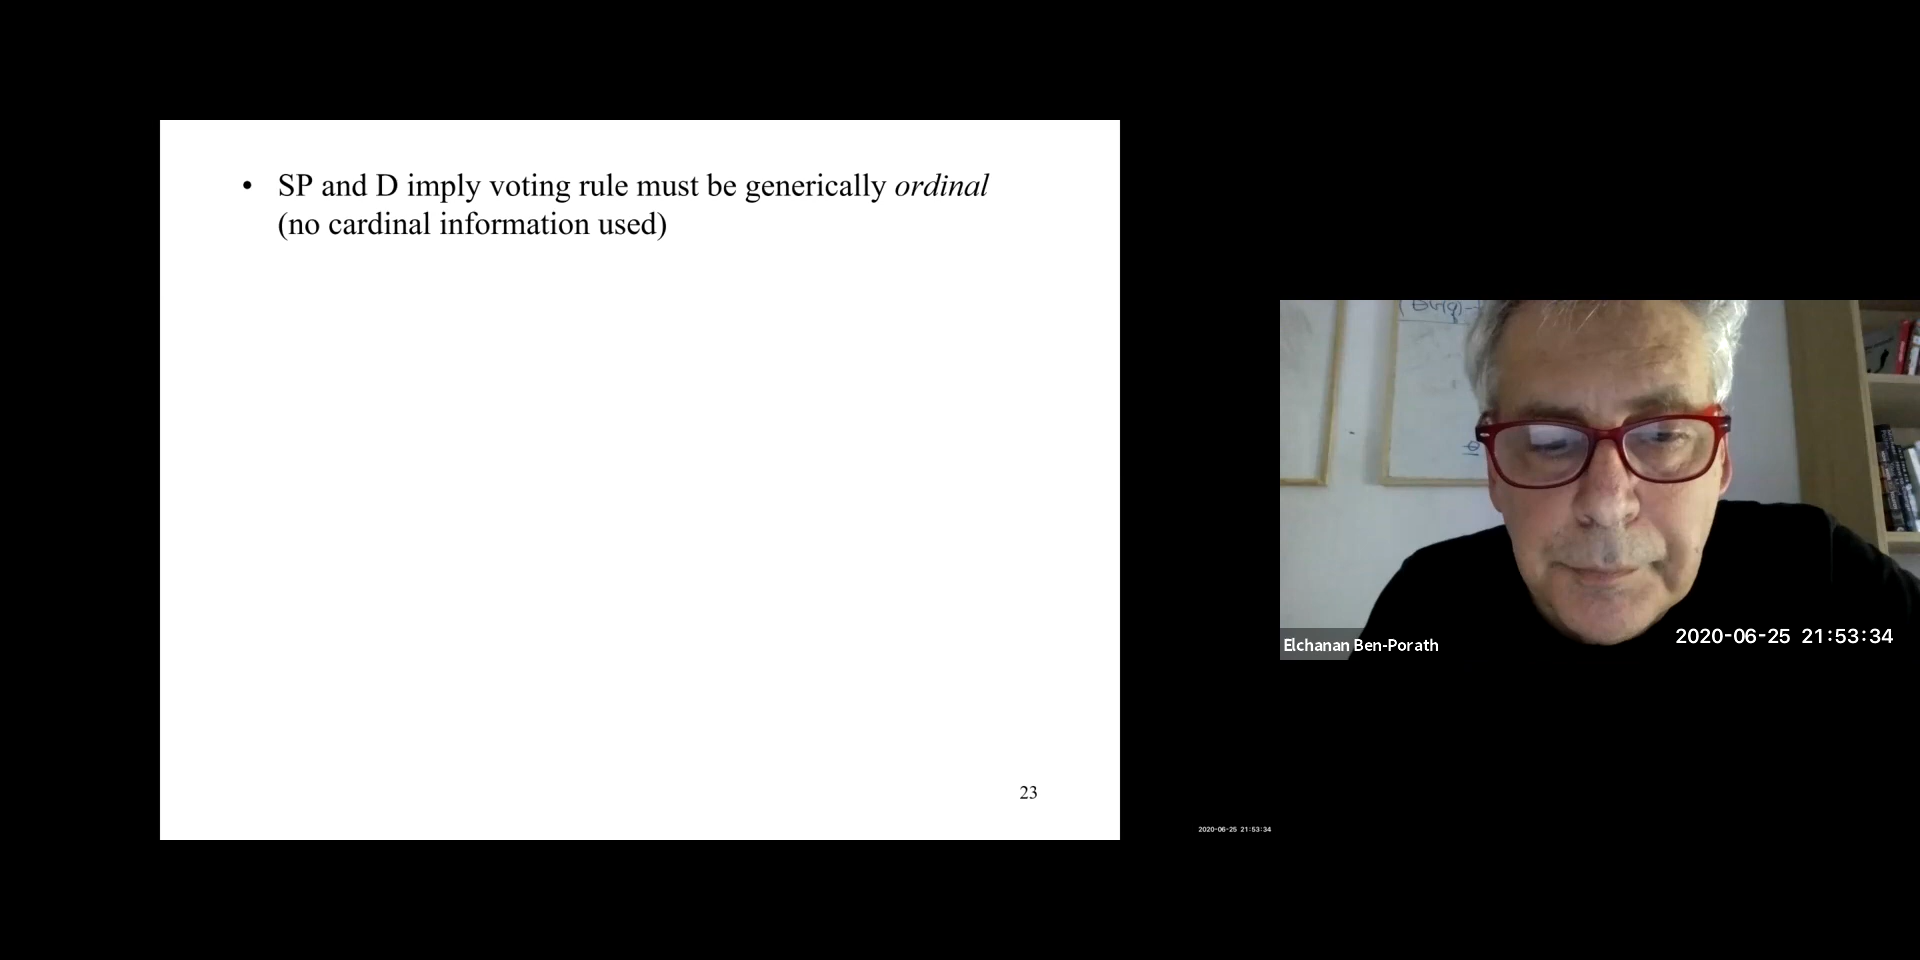 • SP and D imply voting rule must be generically ordinal
(no cardinal information used)
23
Elchanan Ben-Porath
2020-06-25 21:53:34
2020-06-25 21:53:34